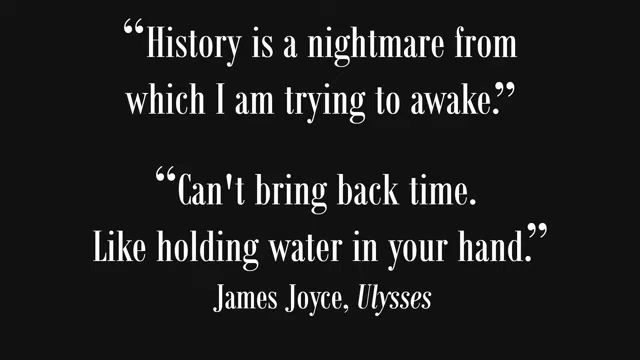 “History is a nightmare from
which I am trying to awake.”
“Can't bring back time.
Like holding water in your hand.”
James Joyce, Ulysses